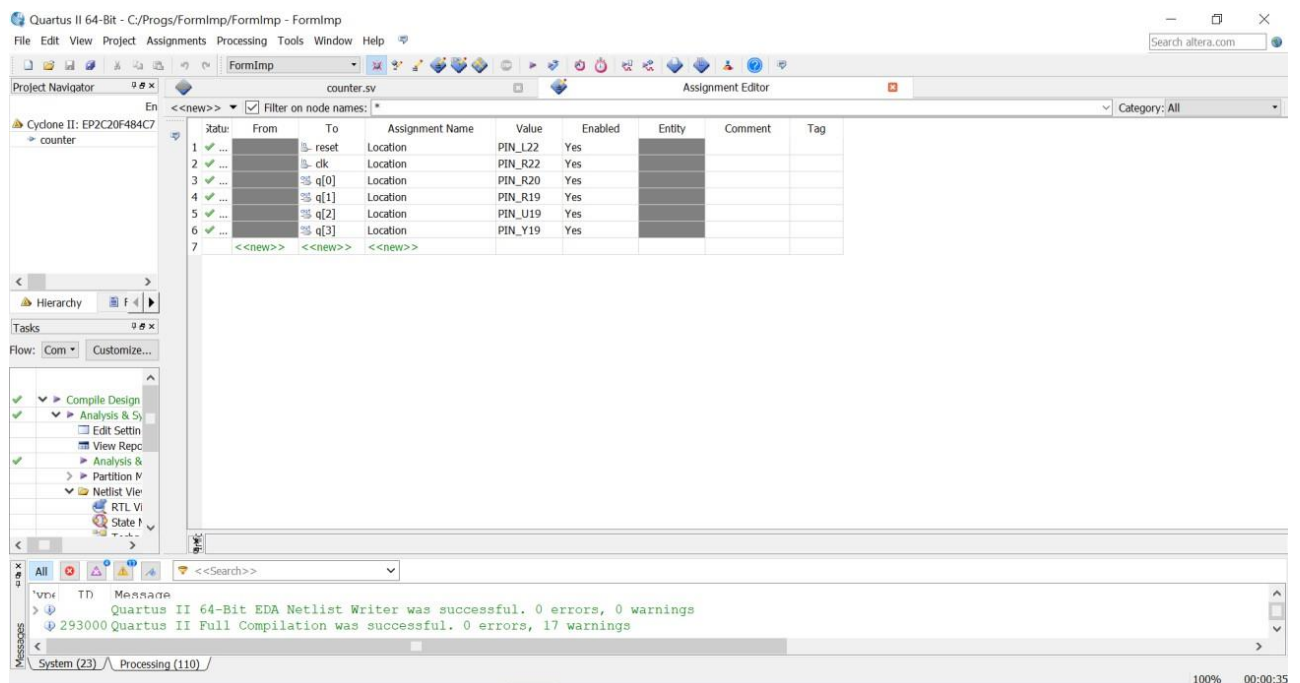 Quartus II 64-Bit - C:/Progs/FormImp/FormImp - FormImp
File Edit View Project Assignments Processing Tools Window Help
Search altera.com
FormImp
Project Navigator
counter.sv
Assignment Editor
En
<<new>> Filter on node names: *
Category: All
Cyclone II: EP2C20F484C7
counter
Statu: From To Assignment Name Value Enabled Entity Comment Tag
1 ... reset Location PIN_L22 Yes
2 ... clk Location PIN_R22 Yes
3 ... q[0] Location PIN_R20 Yes
4 ... q[1] Location PIN_R19 Yes
5 ... q[2] Location PIN_U19 Yes
6 ... q[3] Location PIN_Y19 Yes
7 <<new>> <<new>> <<new>>
Hierarchy F
Tasks
Flow: Com Customize...
Compile Design
Analysis & Sy
Edit Settin
View Repo
Analysis &
Partition M
Netlist Vie
RTL Vi
State M
All <<Search>>
Type ID Message
Quartus II 64-Bit EDA Netlist Writer was successful. 0 errors, 0 warnings
293000 Quartus II Full Compilation was successful. 0 errors, 17 warnings
Messages
System (23) Processing (110)
100% 00:00:35